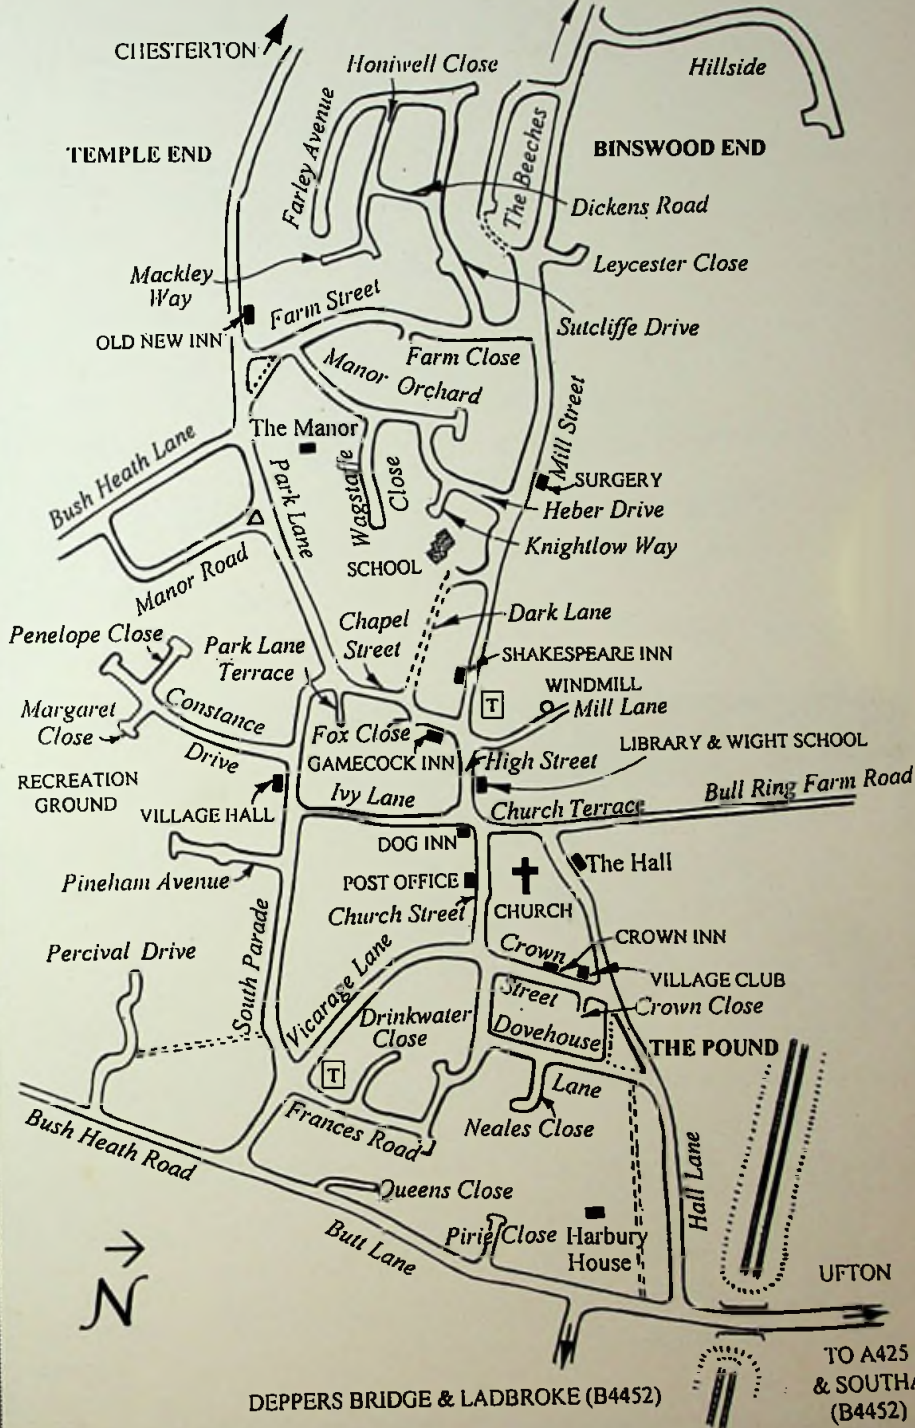 CHESTERTON
Honiwell Close
Hillside
Farley Avenue
TEMPLE END
The Beeches
BINSWOOD END
Dickens Road
Mackley
Way
Leycester Close
Farm Street
OLD NEW INN
Sutcliffe Drive
Farm Close
Manor Orchard
Mill Street
The Manor
Bush Heath Lane
Park Lane
Wagstaffe
Close
SURGERY
Heber Drive
Knightlow Way
SCHOOL
Manor Road
Dark Lane
Chapel
Street
Penelope Close
Park Lane
Terrace
SHAKESPEARE INN
WINDMILL
T
Mill Lane
Margaret
Close
Constance
Drive
Fox Close
GAMECOCK INN
High Street
LIBRARY & WIGHT SCHOOL
RECREATION
GROUND
VILLAGE HALL
Ivy Lane
Church Terrace
Bull Ring Farm Road
DOG INN
The Hall
Pineham Avenue
POST OFFICE
Church Street
CHURCH
Percival Drive
South Parade
Vicarage Lane
Crown
Street
CROWN INN
VILLAGE CLUB
Crown Close
Drinkwater
Close
Dovehouse
Lane
THE POUND
T
Frances Road
Neales Close
Bush Heath Road
Hall Lane
Queens Close
Butt Lane
Pirie Close
Harbury
House
N
UFTON
DEPPERS BRIDGE & LADBROKE (B4452)
TO A425
& SOUTHA
(B4452)